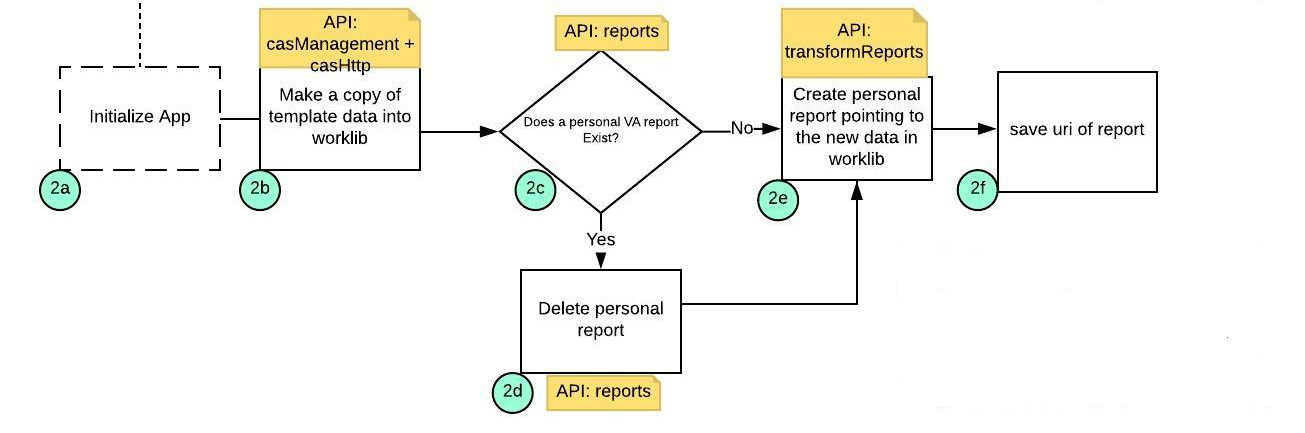 Initialize App
2a
API:
casManagement +
casHttp
Make a copy of
template data into
worklib
2b
API: reports
Does a personal VA report
Exist?
2c
No
Yes
Delete personal
report
2d
API: reports
API:
transformReports
Create personal
report pointing to
the new data in
worklib
2e
save uri of report
2f